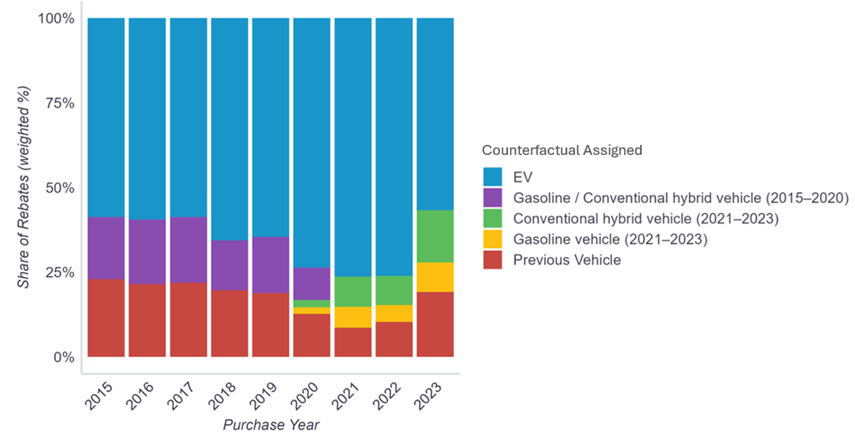 100%
75%
50%
25%
0%
Share of Rebates (weighted %)
2015
2016
2017
2018
2019
2020
2021
2022
2023
Purchase Year
Counterfactual Assigned
EV
Gasoline / Conventional hybrid vehicle (2015–2020)
Conventional hybrid vehicle (2021–2023)
Gasoline vehicle (2021–2023)
Previous Vehicle